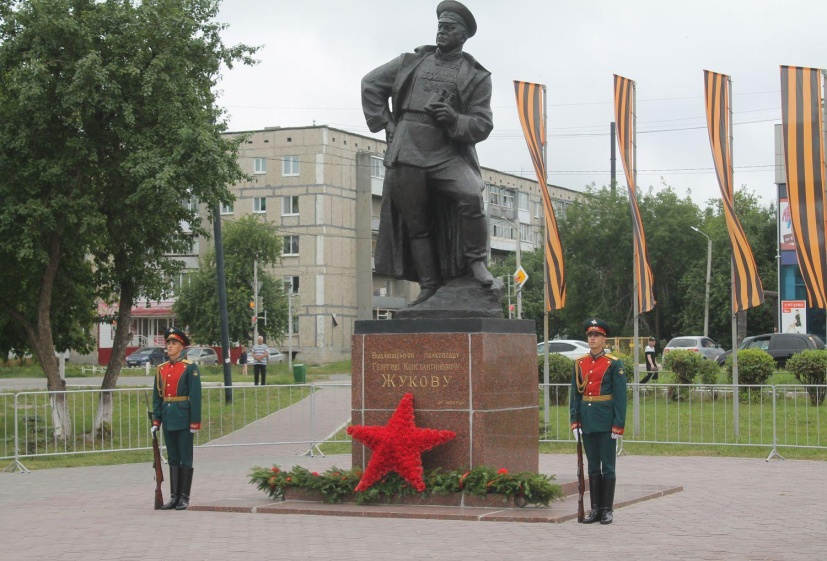 Выдающемуся полководцу
Георгию Константиновичу
ЖУКОВУ